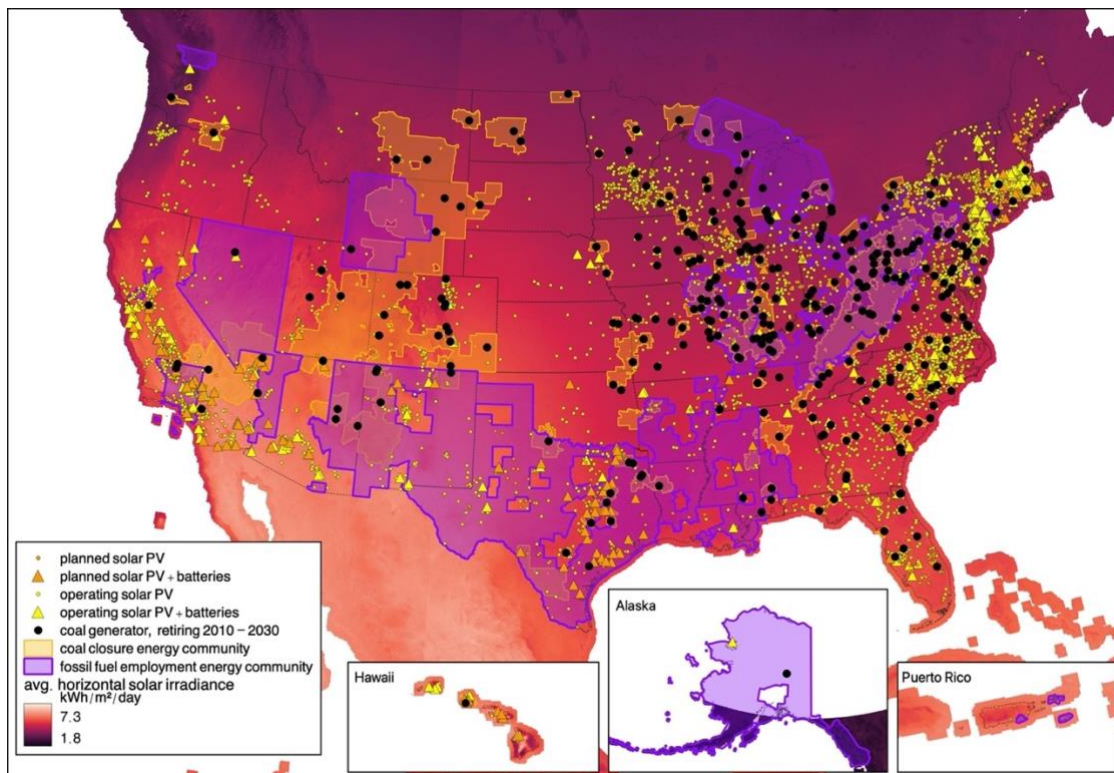 planned solar PV
planned solar PV + batteries
operating solar PV
operating solar PV + batteries
coal generator, retiring 2010 – 2030
coal closure energy community
fossil fuel employment energy community
avg. horizontal solar irradiance
kWh/m²/day
7.3
1.8
Hawaii
Alaska
Puerto Rico